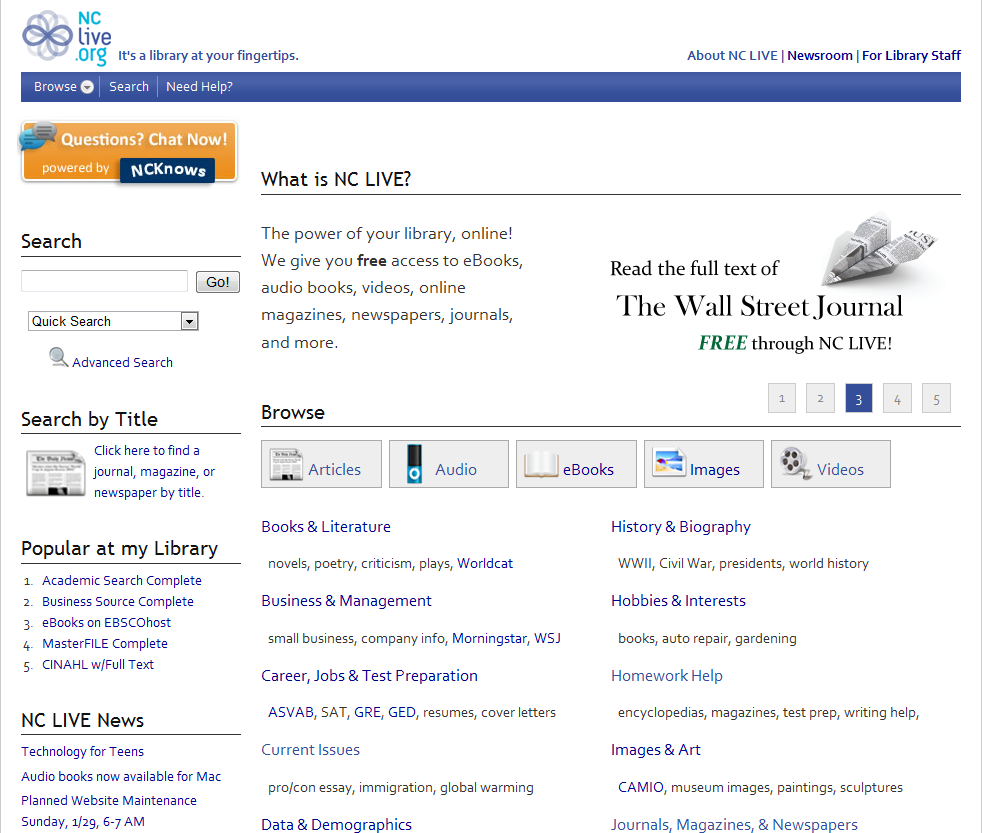 NC
live
.org
It's a library at your fingertips.
About NC LIVE | Newsroom | For Library Staff
Browse
Search
Need Help?
Questions? Chat Now!
powered by NCKnows
Search
Go!
Quick Search
Advanced Search
Search by Title
Click here to find a
journal, magazine, or
newspaper by title.
Popular at my Library
1. Academic Search Complete
2. Business Source Complete
3. eBooks on EBSCOhost
4. MasterFILE Complete
5. CINAHL w/Full Text
NC LIVE News
Technology for Teens
Audio books now available for Mac
Planned Website Maintenance
Sunday, 1/29, 6-7 AM
What is NC LIVE?
The power of your library, online!
We give you free access to eBooks,
audio books, videos, online
magazines, newspapers, journals,
and more.
Read the full text of
The Wall Street Journal
FREE through NC LIVE!
1 2 3 4 5
Browse
Articles
Audio
eBooks
Images
Videos
Books & Literature
novels, poetry, criticism, plays, Worldcat
Business & Management
small business, company info, Morningstar, WSJ
Career, Jobs & Test Preparation
ASVAB, SAT, GRE, GED, resumes, cover letters
Current Issues
pro/con essay, immigration, global warming
Data & Demographics
History & Biography
WWII, Civil War, presidents, world history
Hobbies & Interests
books, auto repair, gardening
Homework Help
encyclopedias, magazines, test prep, writing help,
Images & Art
CAMIO, museum images, paintings, sculptures
Journals, Magazines, & Newspapers